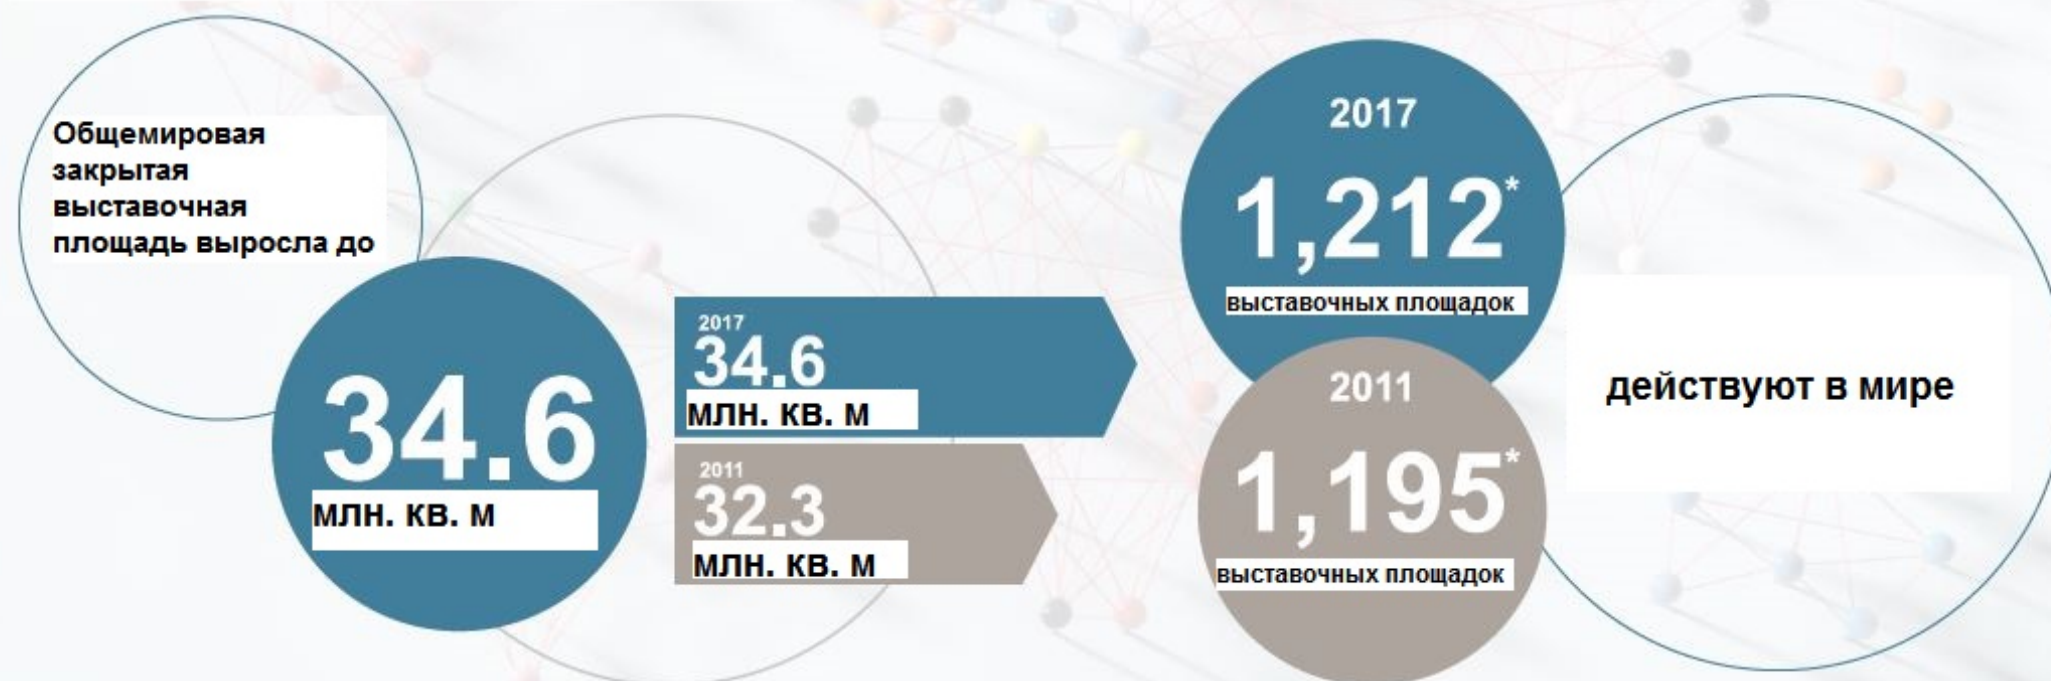 Общемировая
закрытая
выставочная
площадь выросла до
34.6
МЛН. КВ. М
2017
34.6
МЛН. КВ. М
2011
32.3
МЛН. КВ. М
2017
1,212*
выставочных площадок
2011
1,195*
выставочных площадок
действуют в мире